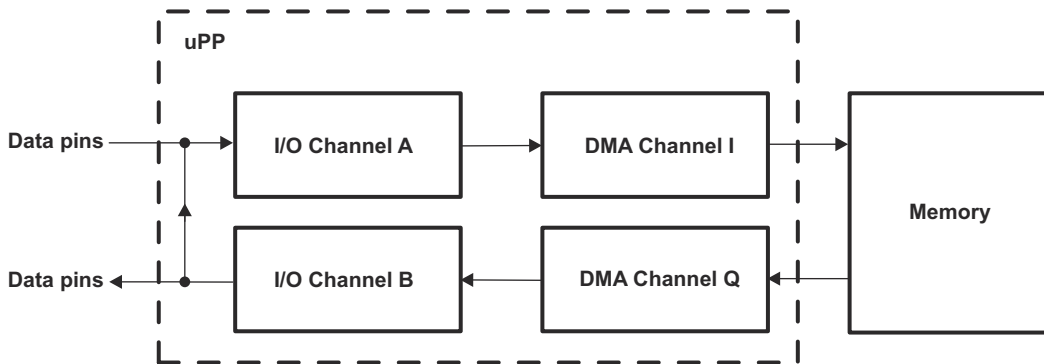 uPP
Data pins
I/O Channel A
DMA Channel I
Memory
Data pins
I/O Channel B
DMA Channel Q